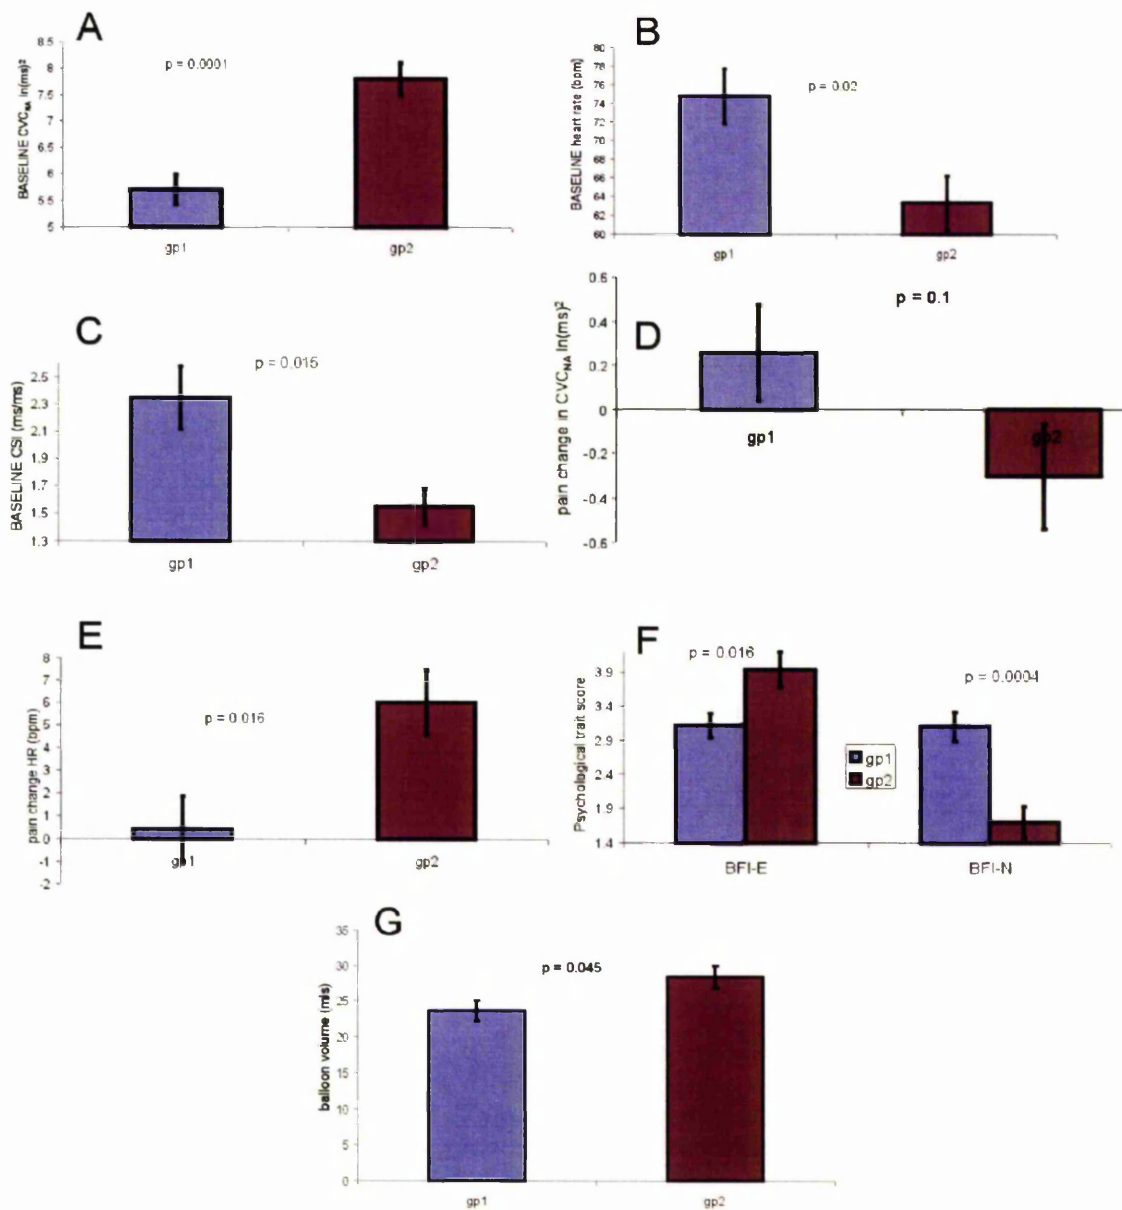 A
BASELINE CVC_NA ln(ms)²
8.5
8
7.5
7
6.5
6
5.5
5
p = 0.0001
gp1
gp2
B
BASELINE heart rate (bpm)
80
78
76
74
72
70
68
66
64
62
60
p = 0.02
gp1
gp2
C
BASELINE CSI (ms/ms)
2.5
2.3
2.1
1.9
1.7
1.5
1.3
p = 0.015
gp1
gp2
D
pain change in CVC_NA ln(ms)²
0.6
0.4
0.2
0
-0.2
-0.4
-0.6
p = 0.1
gp1
gp2
E
pain change HR (bpm)
8
7
6
5
4
3
2
1
0
-1
-2
p = 0.016
gp1
gp2
F
Psychological trait score
3.9
3.4
2.9
2.4
1.9
1.4
p = 0.016
p = 0.0004
gp1
gp2
BFI-E
BFI-N
G
balloon volume (mls)
35
30
25
20
15
10
5
0
p = 0.045
gp1
gp2